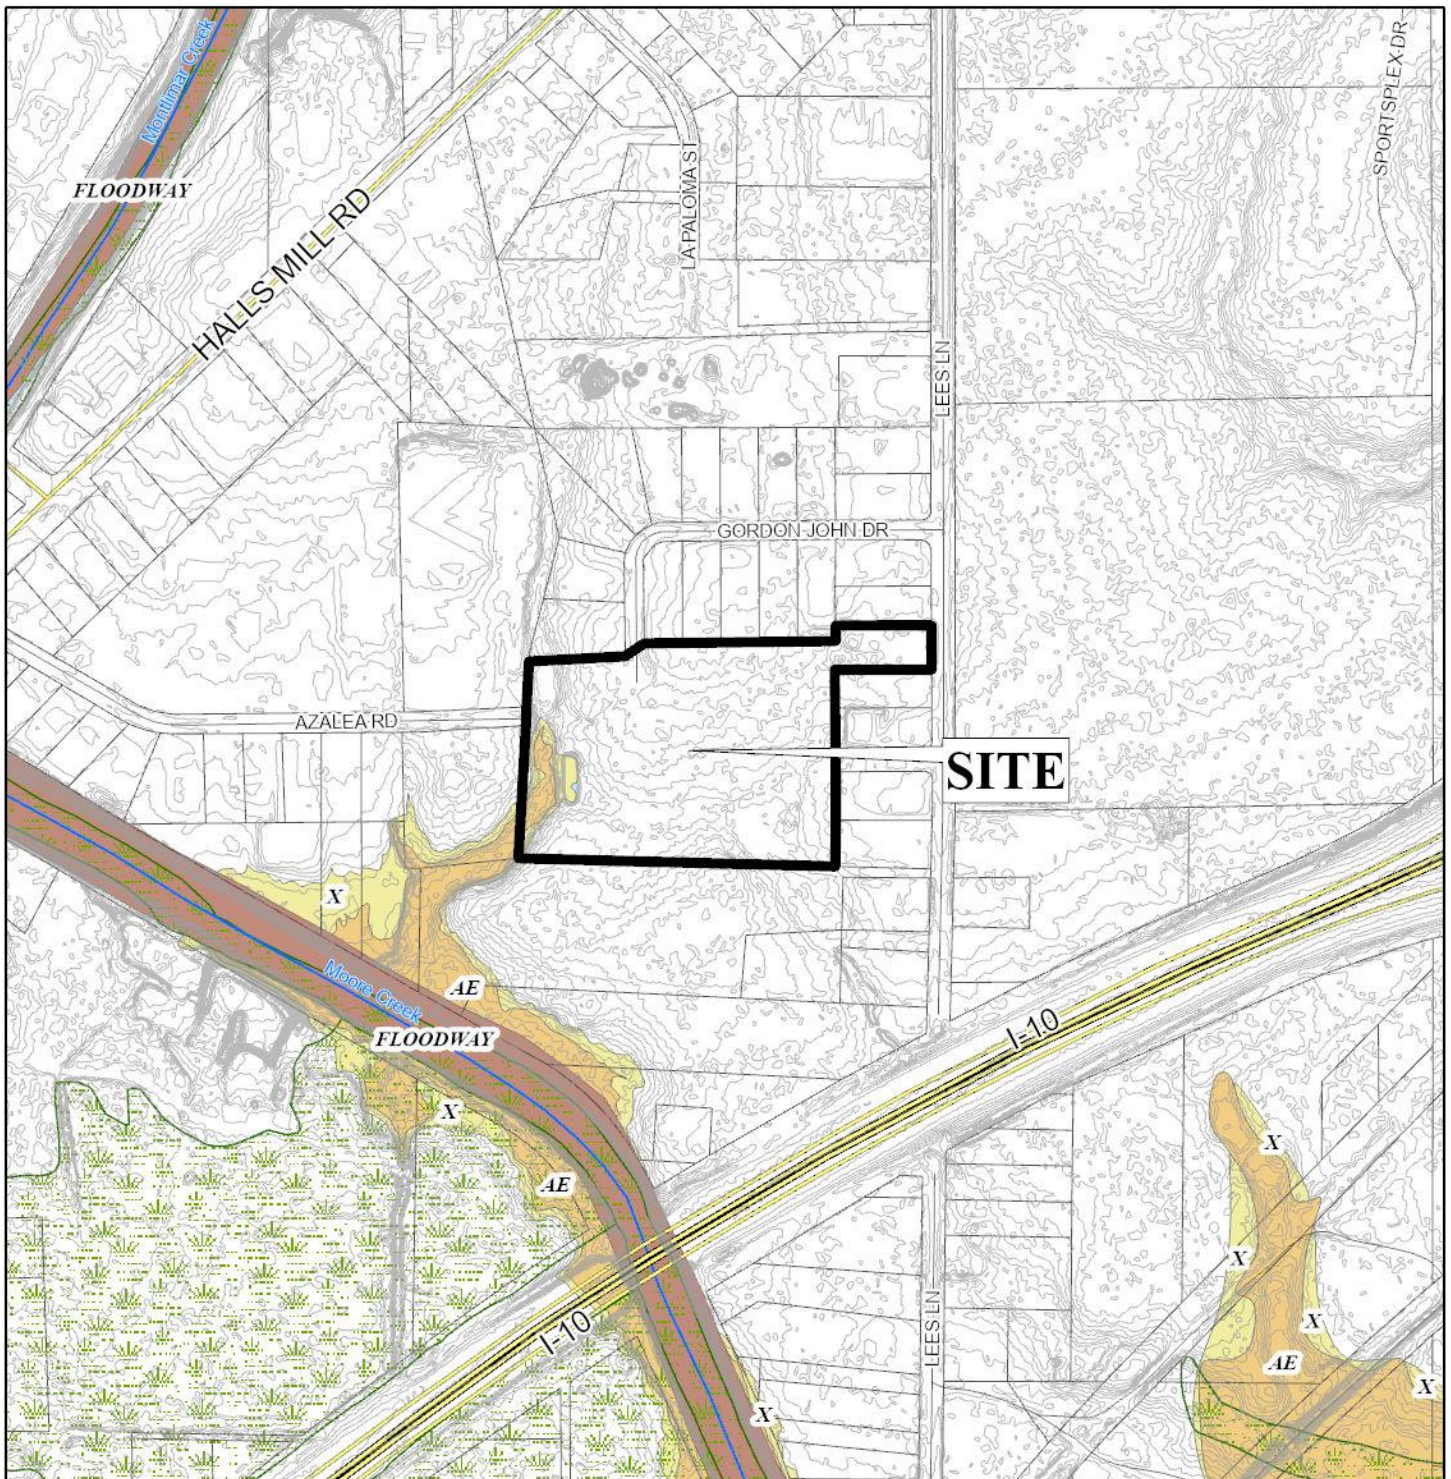 Montlimar Creek
SPORTSPLEX DR
FLOODWAY
HALLS MILL RD
LA PALOMA ST
LEES LN
GORDON JOHN DR
AZALEA RD
SITE
X
Moore Creek
AE
FLOODWAY
I-10
X
X
AE
X
I-10
LEES LN
X
AE
X
X